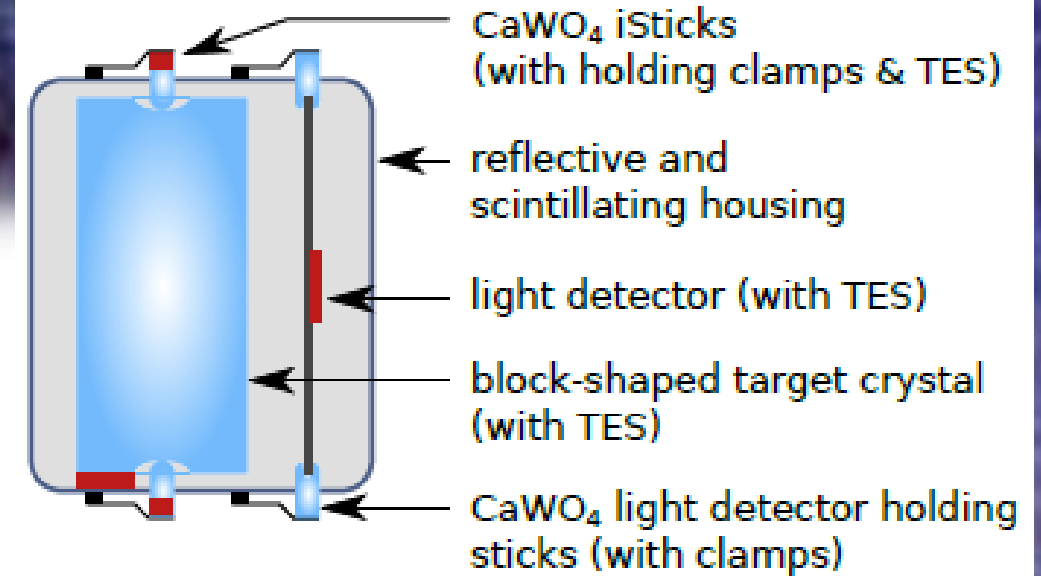 CaWO₄ iSticks
(with holding clamps & TES)
reflective and
scintillating housing
light detector (with TES)
block-shaped target crystal
(with TES)
CaWO₄ light detector holding
sticks (with clamps)